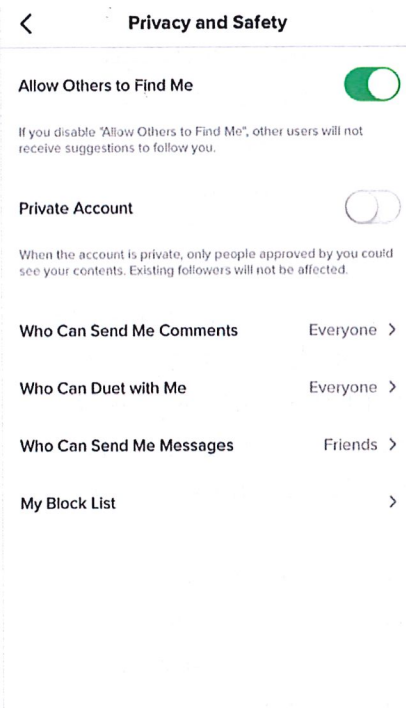 Privacy and Safety
Allow Others to Find Me
If you disable "Allow Others to Find Me", other users will not
receive suggestions to follow you.
Private Account
When the account is private, only people approved by you could
see your contents. Existing followers will not be affected.
Who Can Send Me Comments Everyone >
Who Can Duet with Me Everyone >
Who Can Send Me Messages Friends >
My Block List >